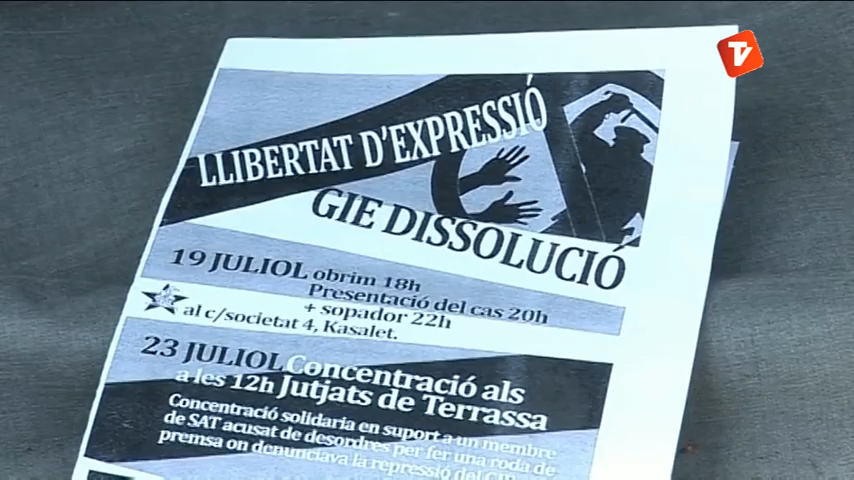 TV
LLIBERTAT D'EXPRESSIÓ
GIE DISSOLUCIÓ
19 JULIOL obrim 18h
Presentació del cas 20h
+ sopador 22h
al c/societat 4, Kasalet.
23 JULIOL Concentració als
a les 12h Jutjats de Terrassa
Concentració solidaria en suport a un membre
de SAT acusat de desordres per fer una roda de
premsa on denunciava la repressió del